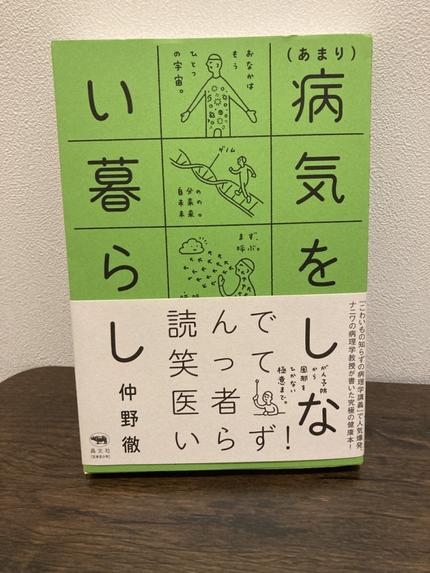 (あまり)
病気をしな
い暮らし
おなかは
もう
ひとつ
の宇宙。
ゲノム
自分の
未来の
未来。
まず、
「こわいもの知らずの病理学講義」で人気爆発、
ナニワの病理学教授が書いた究極の健康本!
がん予防
から
風邪を
ひかない
極意まで。
読んで
笑って
医者
いらず!
仲野徹
晶文社